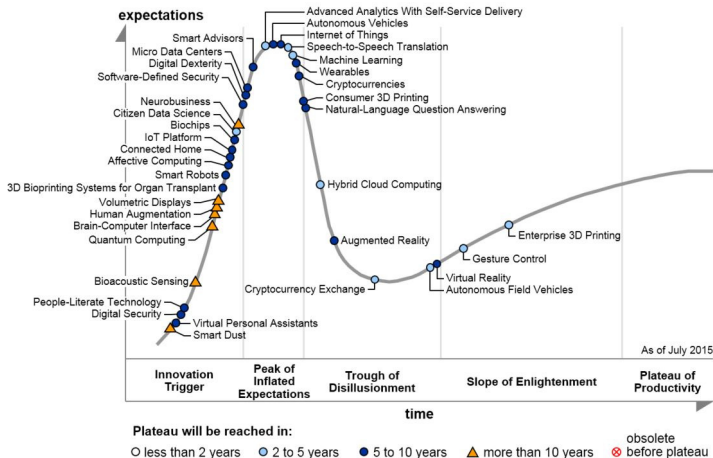 expectations
Advanced Analytics With Self-Service Delivery
Autonomous Vehicles
Internet of Things
Speech-to-Speech Translation
Machine Learning
Wearables
Cryptocurrencies
Consumer 3D Printing
Natural-Language Question Answering
Smart Advisors
Micro Data Centers
Digital Dexterity
Software-Defined Security
Neurobusiness
Citizen Data Science
Biochips
IoT Platform
Connected Home
Affective Computing
Smart Robots
3D Bioprinting Systems for Organ Transplant
Volumetric Displays
Human Augmentation
Brain-Computer Interface
Quantum Computing
Bioacoustic Sensing
People-Literate Technology
Digital Security
Virtual Personal Assistants
Smart Dust
Hybrid Cloud Computing
Augmented Reality
Cryptocurrency Exchange
Enterprise 3D Printing
Gesture Control
Virtual Reality
Autonomous Field Vehicles
As of July 2015
Innovation
Trigger
Peak of
Inflated
Expectations
Trough of
Disillusionment
Slope of Enlightenment
Plateau of
Productivity
time
Plateau will be reached in:
less than 2 years
2 to 5 years
5 to 10 years
more than 10 years
obsolete
before plateau